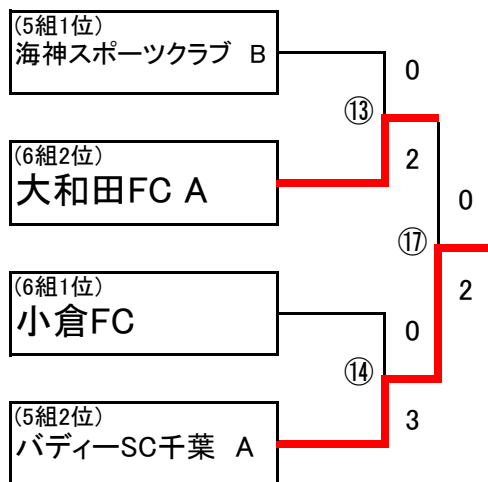 (5組1位)
海神スポーツクラブ B
0
⑬
(6組2位)
2
大和田FC A
0
⑰
(6組1位)
2
小倉FC
0
⑭
(5組2位)
3
バディーSC千葉 A